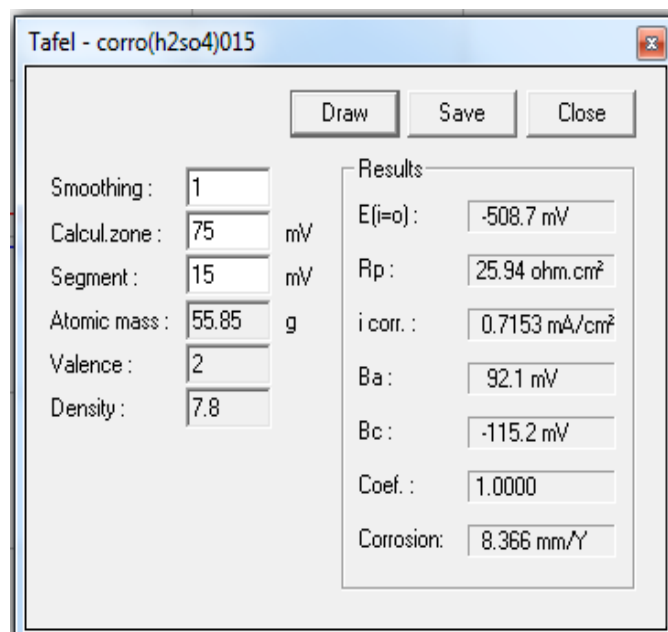 Tafel - corro(h2so4)015
x
Draw Save Close
Smoothing : 1
Calcul.zone : 75 mV
Segment : 15 mV
Atomic mass : 55.85 g
Valence : 2
Density : 7.8
Results
E(i=o) : -508.7 mV
Rp : 25.94 ohm.cm²
i corr. : 0.7153 mA/cm²
Ba : 92.1 mV
Bc : -115.2 mV
Coef. : 1.0000
Corrosion: 8.366 mm/Y